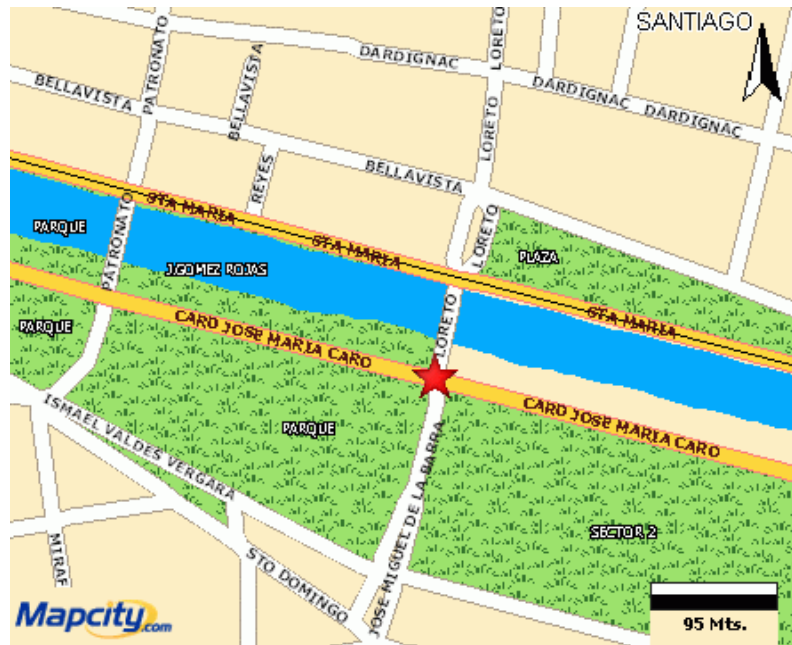 SANTIAGO
LORETO
PATRONATO
DARDIGNAC
DARDIGNAC
DARDIGNAC
BELLAVISTA
BELLAVISTA
LORETO
BELLAVISTA
REYES
STA MARIA
PATRONATO
PARQUE
STA MARIA
LORETO
PLAZA
J.GOMEZ ROJAS
STA MARIA
PARQUE
CARO JOSE MARIA CARO
LORETO
ISMAEL VALDES VERGARA
PARQUE
CARO JOSE MARIA CARO
JOSE MIGUEL DE LA BARRA
SECTOR 2
MIRAF
STO DOMINGO
Mapcity.com
95 Mts.